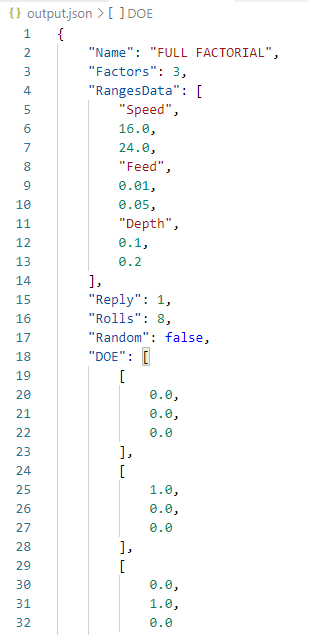 output.json > [ ] DOE
1 {
2 "Name": "FULL FACTORIAL",
3 "Factors": 3,
4 "RangesData": [
5 "Speed",
6 16.0,
7 24.0,
8 "Feed",
9 0.01,
10 0.05,
11 "Depth",
12 0.1,
13 0.2
14 ],
15 "Reply": 1,
16 "Rolls": 8,
17 "Random": false,
18 "DOE": [
19 [
20 0.0,
21 0.0,
22 0.0
23 ],
24 [
25 1.0,
26 0.0,
27 0.0
28 ],
29 [
30 0.0,
31 1.0,
32 0.0